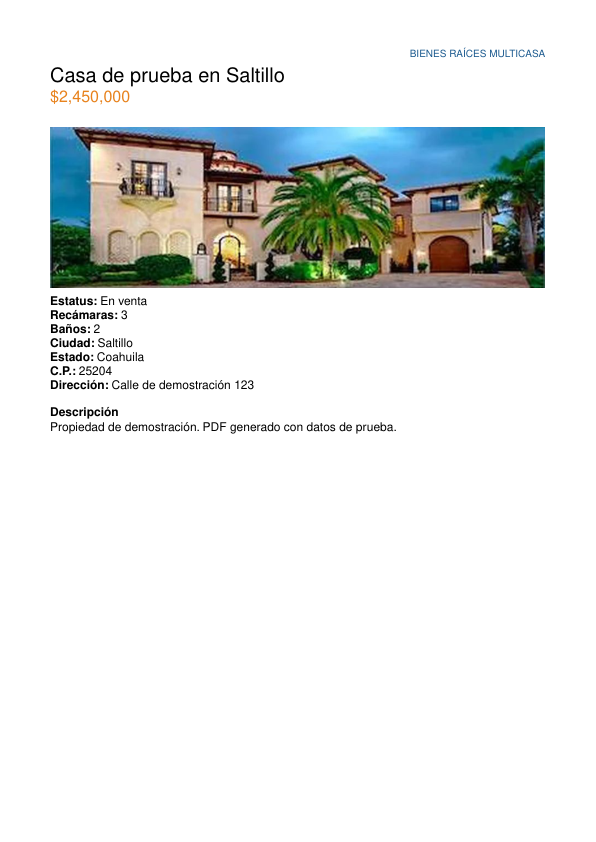 BIENES RAÍCES MULTICASA
Casa de prueba en Saltillo
$2,450,000
Estatus: En venta
Recámaras: 3
Baños: 2
Ciudad: Saltillo
Estado: Coahuila
C.P.: 25204
Dirección: Calle de demostración 123
Descripción
Propiedad de demostración. PDF generado con datos de prueba.